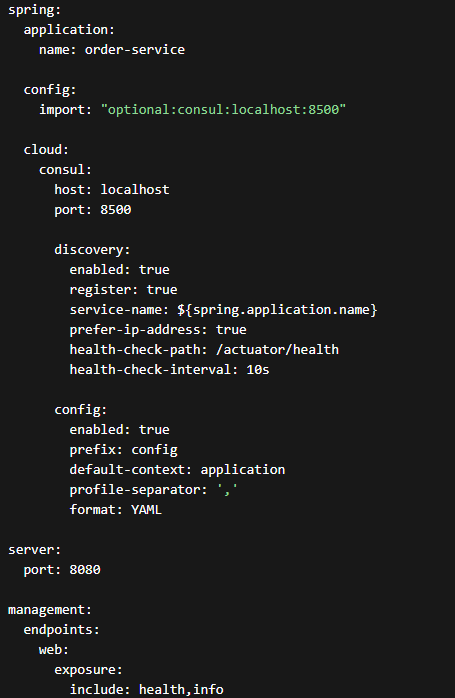 spring:
  application:
    name: order-service

  config:
    import: "optional:consul:localhost:8500"

  cloud:
    consul:
      host: localhost
      port: 8500

      discovery:
        enabled: true
        register: true
        service-name: ${spring.application.name}
        prefer-ip-address: true
        health-check-path: /actuator/health
        health-check-interval: 10s

      config:
        enabled: true
        prefix: config
        default-context: application
        profile-separator: ','
        format: YAML

server:
  port: 8080

management:
  endpoints:
    web:
      exposure:
        include: health,info